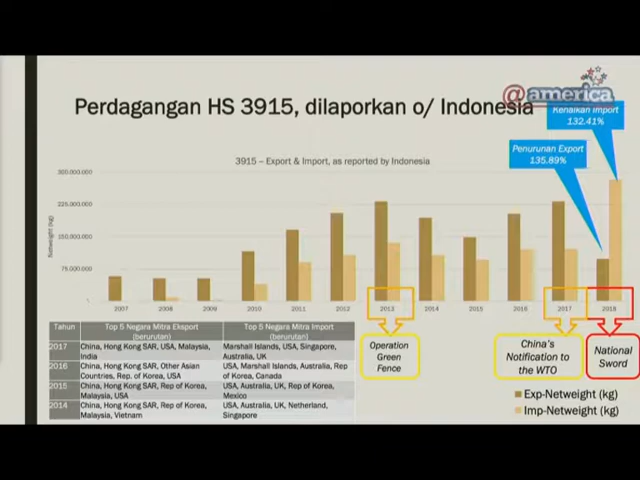 @america
Perdagangan HS 3915, dilaporkan o/ Indonesia
Kenaikan Import
132.41%
Penurunan Export
135.89%
3915 – Export & Import, as reported by Indonesia
300.000.000
225.000.000
150.000.000
75.000.000
-
Netweight (kg)
2007 2008 2009 2010 2011 2012 2013 2014 2015 2016 2017 2018
Operation
Green
Fence
China's
Notification to
the WTO
National
Sword
Tahun Top 5 Negara Mitra Eksport Top 5 Negara Mitra Import
(berurutan) (berurutan)
2017 China, Hong Kong SAR, USA, Malaysia, Marshall Islands, USA, Singapore,
India Australia, UK
2016 China, Hong Kong SAR, Other Asian USA, Marshall Islands, Australia, Rep
Countries, Rep. of Korea, USA of Korea, Canada
2015 China, Hong Kong SAR, Rep of Korea, USA, Australia, UK, Rep of Korea,
Malaysia, USA Mexico
2014 China, Hong Kong SAR, Rep of Korea, USA, Australia, UK, Netherland,
Malaysia, Vietnam Singapore
Exp-Netweight (kg)
Imp-Netweight (kg)